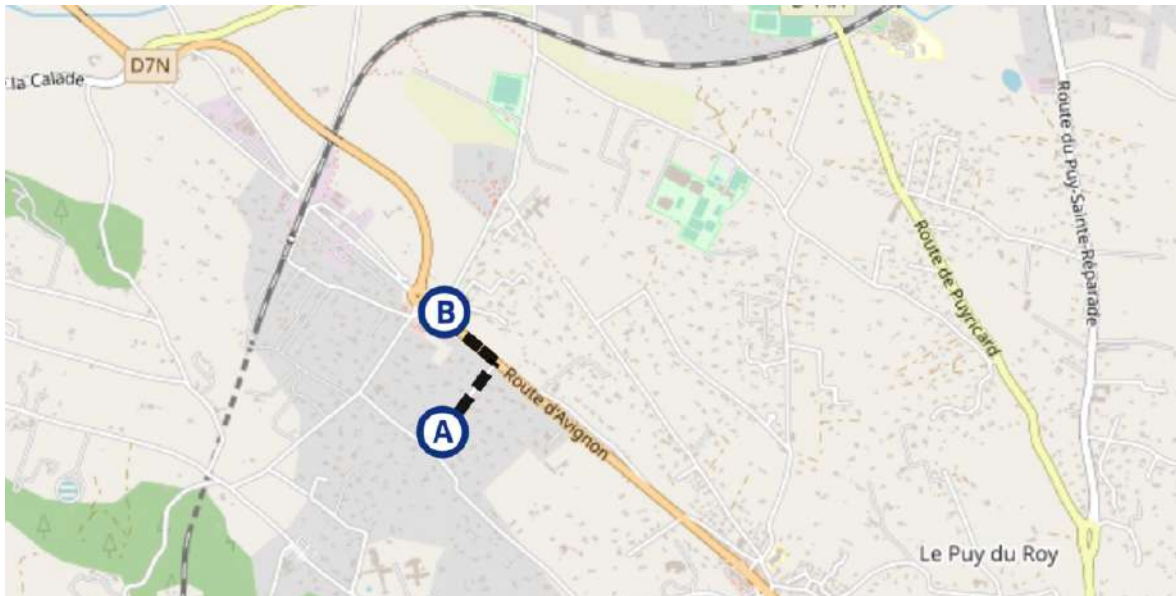 D7N
la Calade
Route du Puy-Sainte-Réparade
Route de Puyricard
B
Route d'Avignon
A
Le Puy du Roy